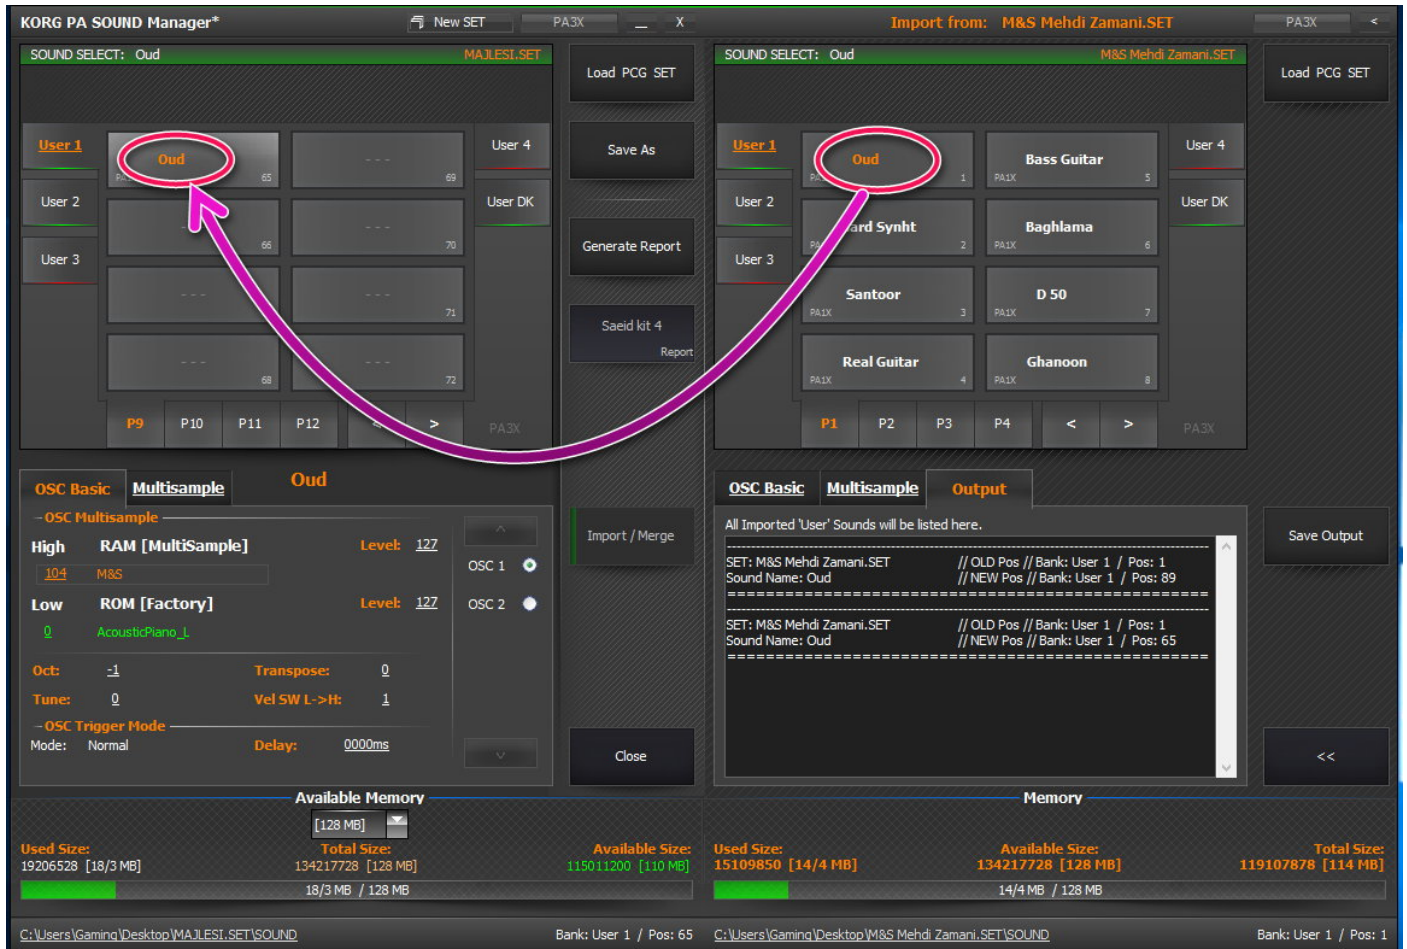 KORG PA SOUND Manager*
New SET
PA3X
_
X
Import from: M&S Mehdi Zamani.SET
PA3X
<
SOUND SELECT: Oud
MAJLESI.SET
User 1
User 2
User 3
Oud
65
- - -
69
66
- - -
70
- - -
- - -
71
- - -
68
- - -
72
User 4
User DK
P9
P10
P11
P12
>
PA3X
Load PCG SET
Save As
Generate Report
Saeid kit 4
Report
Import / Merge
Close
SOUND SELECT: Oud
M&S Mehdi Zamani.SET
User 1
User 2
User 3
Oud
1
Bass Guitar
PA1X
5
ard Synht
2
Baghlama
PA1X
6
Santoor
PA1X
3
D 50
PA1X
7
Real Guitar
PA1X
4
Ghanoon
PA1X
8
User 4
User DK
P1
P2
P3
P4
<
>
PA3X
Load PCG SET
OSC Basic
Multisample
Oud
OSC Multisample
High RAM [MultiSample] Level: 127
104 M&S
Low ROM [Factory] Level: 127
0 AcousticPiano_L
OSC 1
OSC 2
Oct: -1 Transpose: 0
Tune: 0 Vel SW L->H: 1
OSC Trigger Mode
Mode: Normal Delay: 0000ms
OSC Basic
Multisample
Output
All Imported 'User' Sounds will be listed here.
SET: M&S Mehdi Zamani.SET // OLD Pos // Bank: User 1 / Pos: 1
Sound Name: Oud // NEW Pos // Bank: User 1 / Pos: 89
SET: M&S Mehdi Zamani.SET // OLD Pos // Bank: User 1 / Pos: 1
Sound Name: Oud // NEW Pos // Bank: User 1 / Pos: 65
Save Output
<<
Available Memory
[128 MB]
Used Size: Total Size: Available Size:
19206528 [18/3 MB] 134217728 [128 MB] 115011200 [110 MB]
18/3 MB / 128 MB
Memory
Used Size: Available Size: Total Size:
15109850 [14/4 MB] 134217728 [128 MB] 119107878 [114 MB]
14/4 MB / 128 MB
C:\Users\Gaming\Desktop\MAJLESI.SET\SOUND
Bank: User 1 / Pos: 65
C:\Users\Gaming\Desktop\M&S Mehdi Zamani.SET\SOUND
Bank: User 1 / Pos: 1